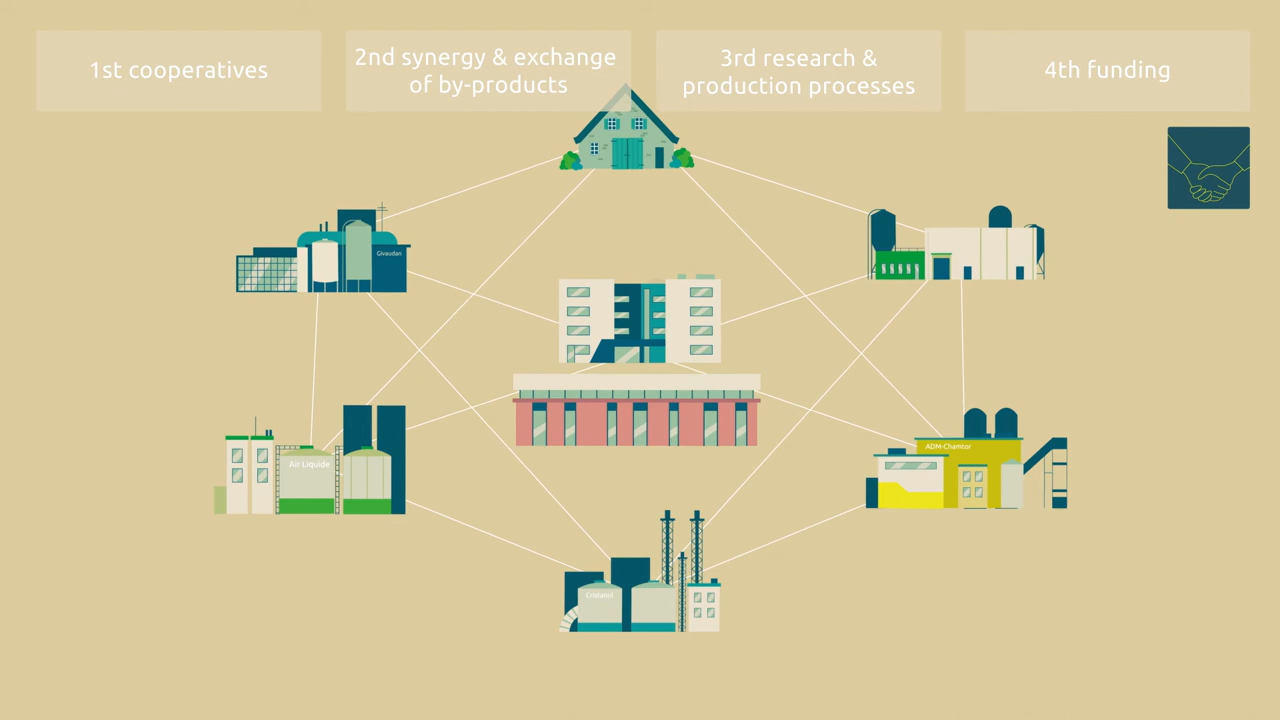 1st cooperatives
2nd synergy & exchange
of by-products
3rd research &
production processes
4th funding
Givaudan
Air Liquide
ADM-Chamtor
Cristanol